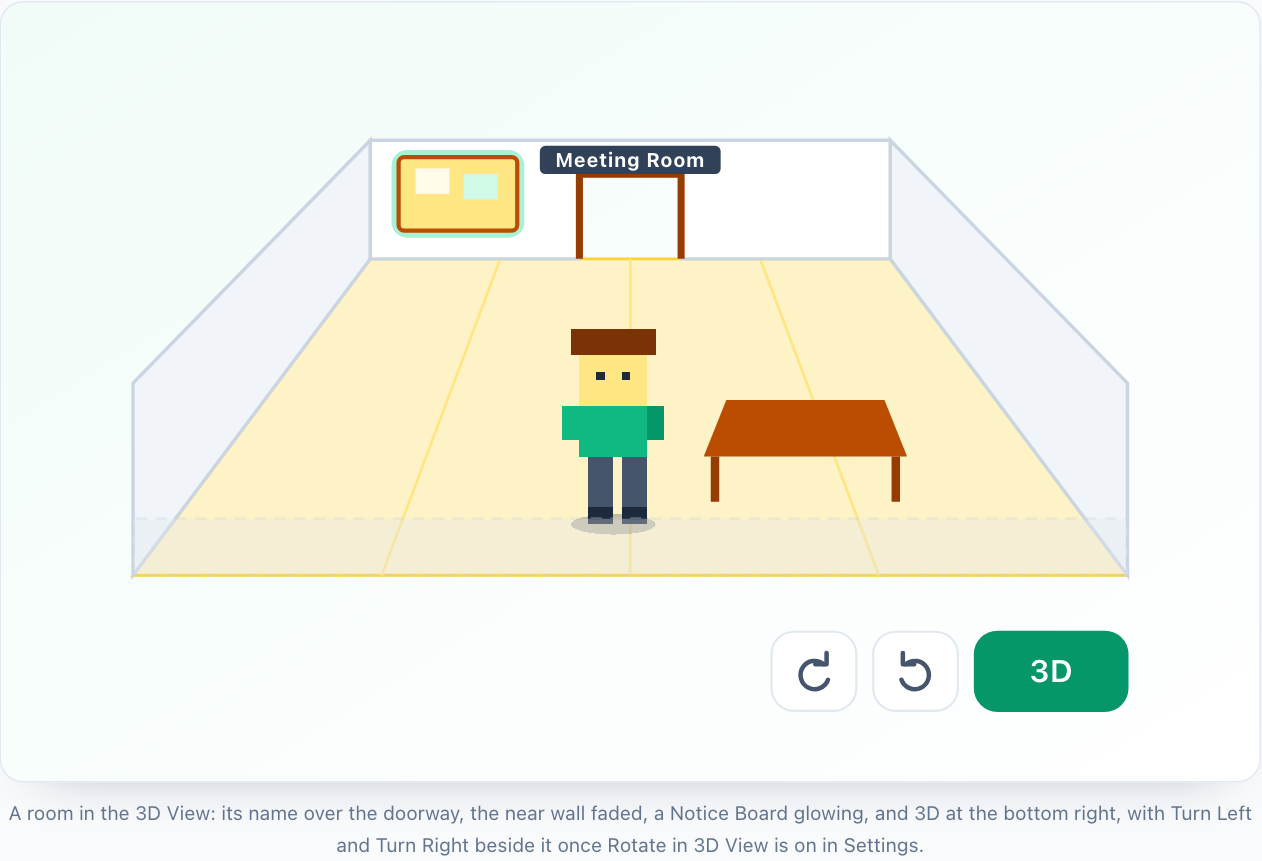 Meeting Room
3D
A room in the 3D View: its name over the doorway, the near wall faded, a Notice Board glowing, and 3D at the bottom right, with Turn Left
and Turn Right beside it once Rotate in 3D View is on in Settings.